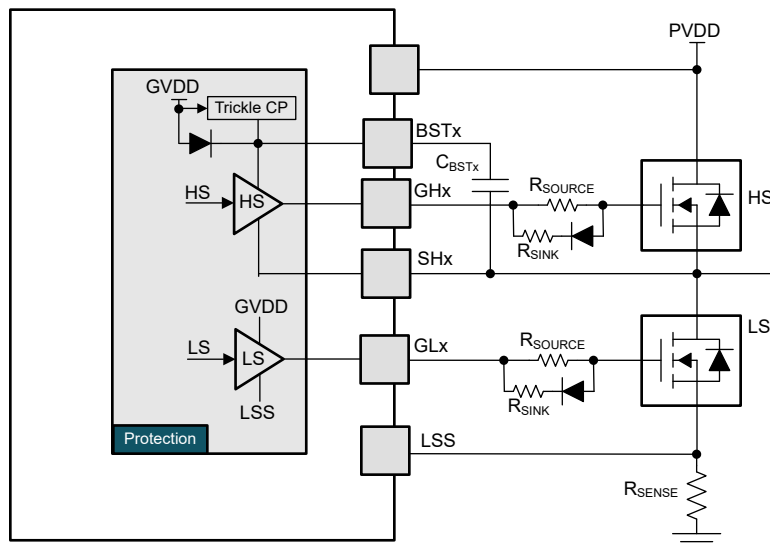 PVDD
GVDD
Trickle CP
BSTx
CBSTx
HS
HS
GHx
RSOURCE
RSINK
HS
SHx
GVDD
LS
LS
LSS
GLx
RSOURCE
RSINK
LS
Protection
LSS
RSENSE